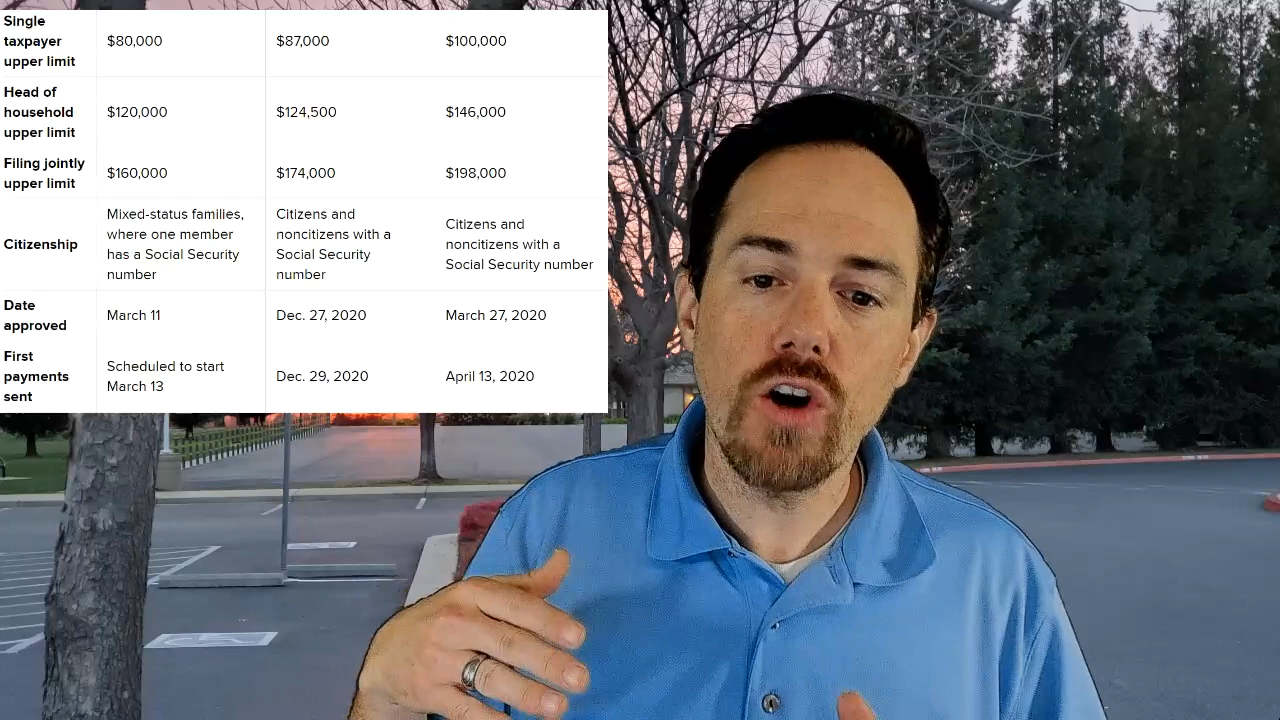 Single
taxpayer
upper limit
$80,000
$87,000
$100,000
Head of
household
upper limit
$120,000
$124,500
$146,000
Filing jointly
upper limit
$160,000
$174,000
$198,000
Citizenship
Mixed-status families,
where one member
has a Social Security
number
Citizens and
noncitizens with a
Social Security
number
Citizens and
noncitizens with a
Social Security number
Date
approved
March 11
Dec. 27, 2020
March 27, 2020
First
payments
sent
Scheduled to start
March 13
Dec. 29, 2020
April 13, 2020